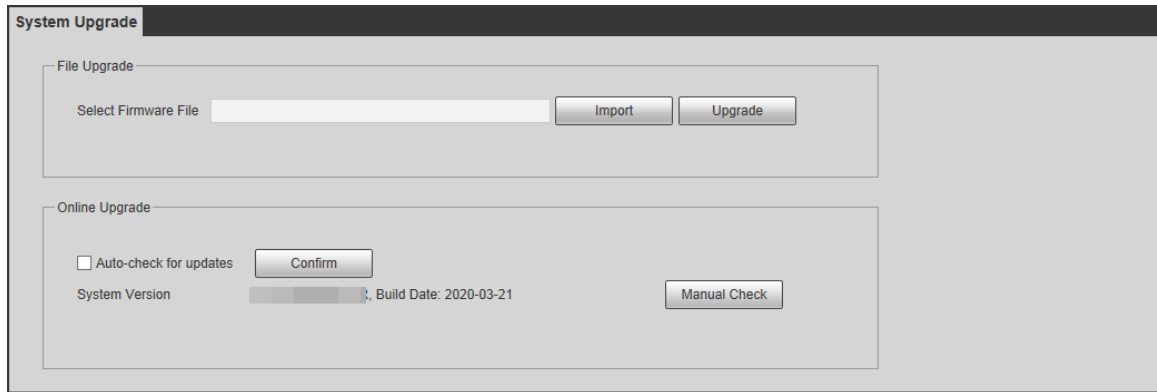 System Upgrade
File Upgrade
Select Firmware File Import Upgrade
Online Upgrade
Auto-check for updates Confirm
System Version , Build Date: 2020-03-21 Manual Check